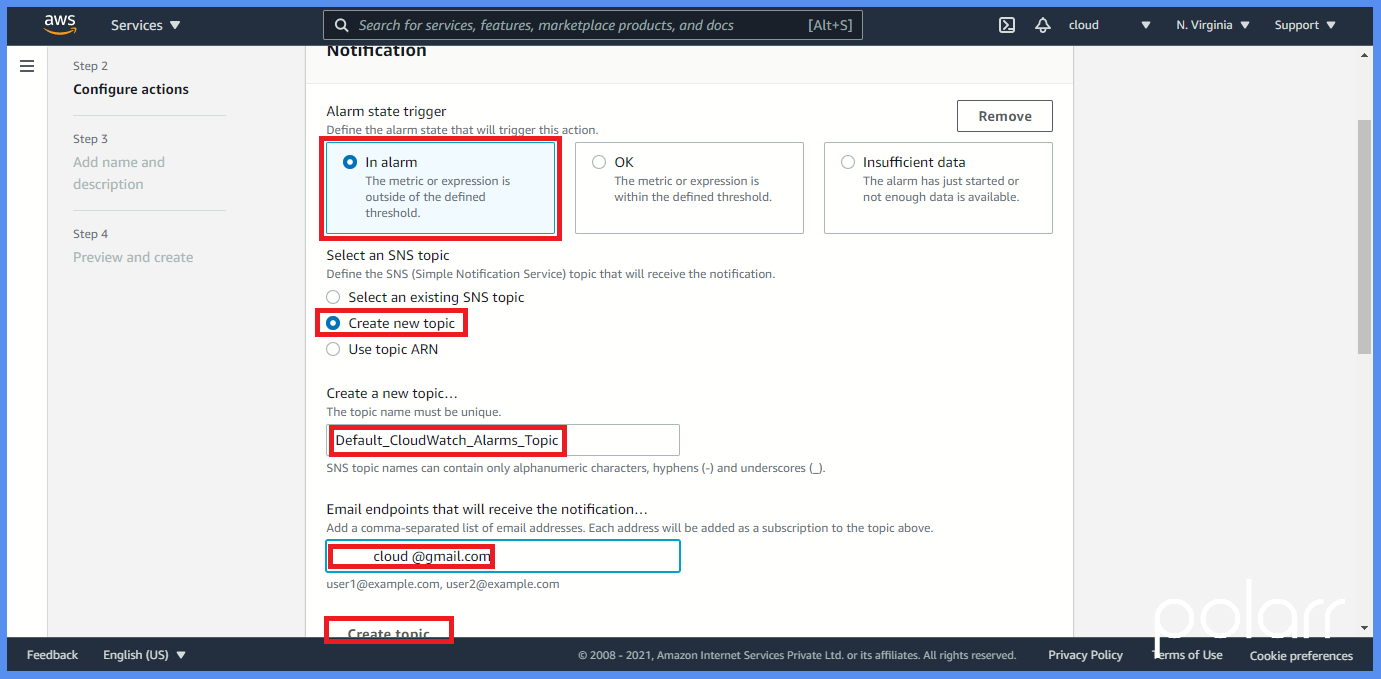 aws
Services
Search for services, features, marketplace products, and docs [Alt+S]
cloud
N. Virginia
Support
Step 2
Configure actions
Step 3
Add name and
description
Step 4
Preview and create
Notification
Alarm state trigger
Define the alarm state that will trigger this action.
Remove
In alarm
The metric or expression is
outside of the defined
threshold.
OK
The metric or expression is
within the defined threshold.
Insufficient data
The alarm has just started or
not enough data is available.
Select an SNS topic
Define the SNS (Simple Notification Service) topic that will receive the notification.
Select an existing SNS topic
Create new topic
Use topic ARN
Create a new topic…
The topic name must be unique.
Default_CloudWatch_Alarms_Topic
SNS topic names can contain only alphanumeric characters, hyphens (-) and underscores (_).
Email endpoints that will receive the notification…
Add a comma-separated list of email addresses. Each address will be added as a subscription to the topic above.
cloud @gmail.com
user1@example.com, user2@example.com
Create topic
polarr
Feedback
English (US)
© 2008 - 2021, Amazon Internet Services Private Ltd. or its affiliates. All rights reserved.
Privacy Policy
Terms of Use
Cookie preferences